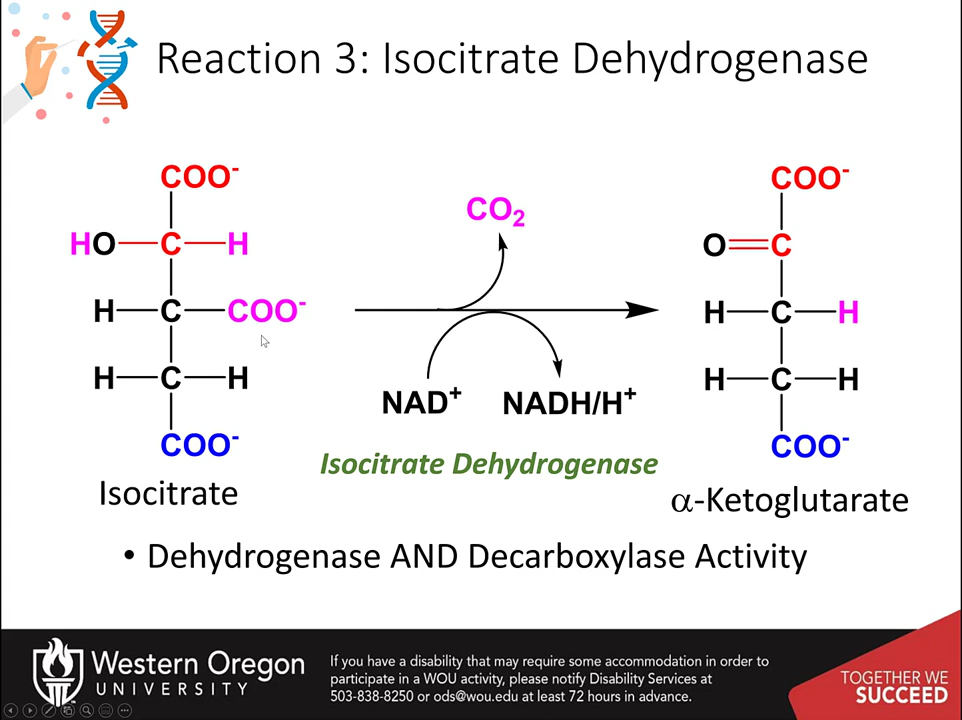 Reaction 3: Isocitrate Dehydrogenase
COO⁻
HO C H
H C COO⁻
H C H
COO⁻
Isocitrate
CO₂
NAD⁺ NADH/H⁺
Isocitrate Dehydrogenase
COO⁻
O C
H C H
H C H
COO⁻
α-Ketoglutarate
• Dehydrogenase AND Decarboxylase Activity
Western Oregon
UNIVERSITY
If you have a disability that may require some accommodation in order to
participate in a WOU activity, please notify Disability Services at
503-838-8250 or ods@wou.edu at least 72 hours in advance.
TOGETHER WE
SUCCEED